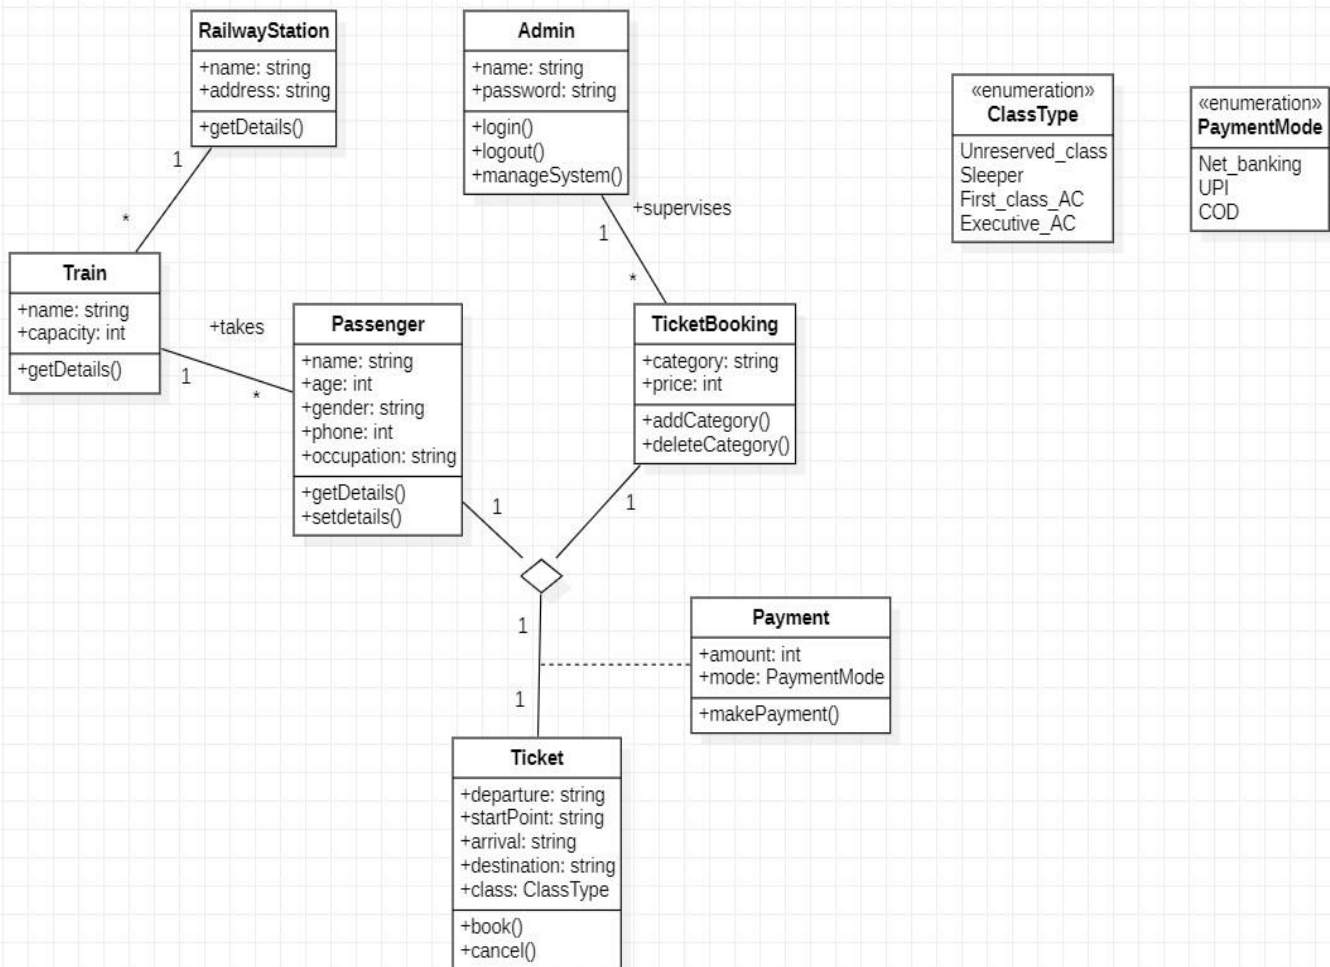 RailwayStation
+name: string
+address: string
+getDetails()
1
*
Admin
+name: string
+password: string
+login()
+logout()
+manageSystem()
+supervises
1
*
«enumeration»
ClassType
Unreserved_class
Sleeper
First_class_AC
Executive_AC
«enumeration»
PaymentMode
Net_banking
UPI
COD
Train
+name: string
+capacity: int
+getDetails()
+takes
1
*
Passenger
+name: string
+age: int
+gender: string
+phone: int
+occupation: string
+getDetails()
+setdetails()
1
TicketBooking
+category: string
+price: int
+addCategory()
+deleteCategory()
1
1
1
Payment
+amount: int
+mode: PaymentMode
+makePayment()
Ticket
+departure: string
+startPoint: string
+arrival: string
+destination: string
+class: ClassType
+book()
+cancel()